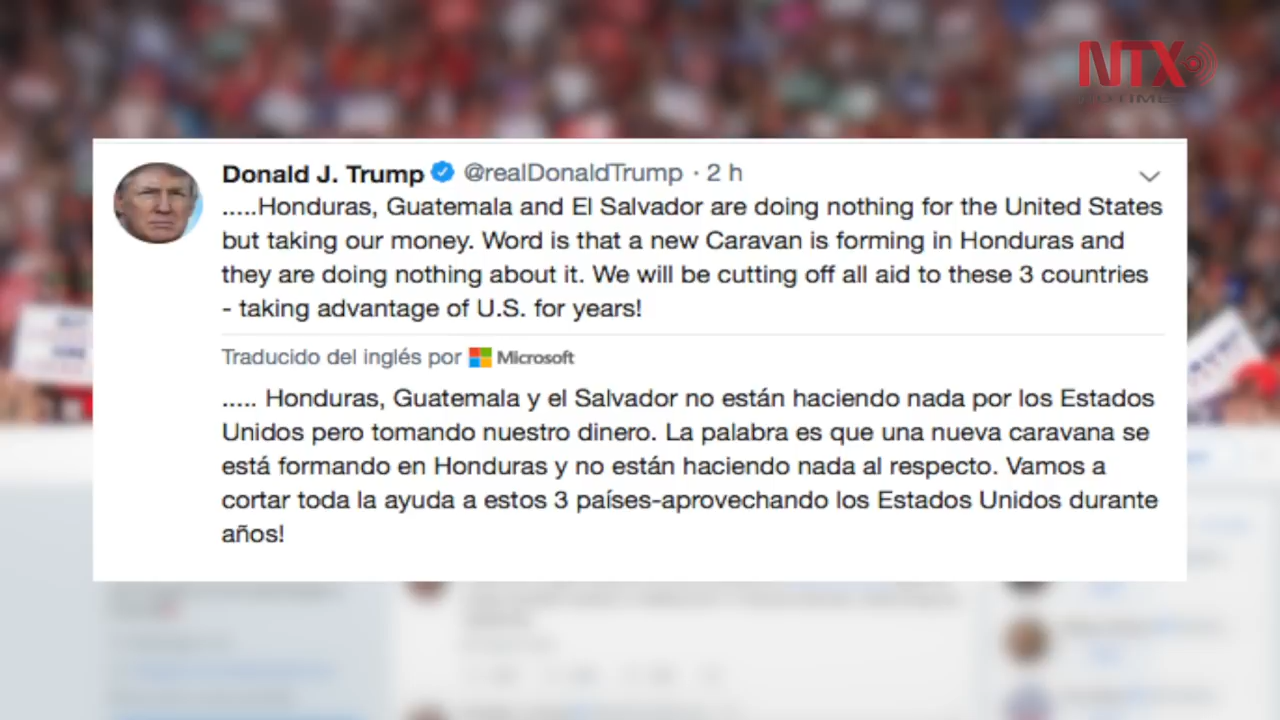 NTX
NOTIMEX
Donald J. Trump @realDonaldTrump · 2 h
.....Honduras, Guatemala and El Salvador are doing nothing for the United States
but taking our money. Word is that a new Caravan is forming in Honduras and
they are doing nothing about it. We will be cutting off all aid to these 3 countries
- taking advantage of U.S. for years!
Traducido del inglés por Microsoft
..... Honduras, Guatemala y el Salvador no están haciendo nada por los Estados
Unidos pero tomando nuestro dinero. La palabra es que una nueva caravana se
está formando en Honduras y no están haciendo nada al respecto. Vamos a
cortar toda la ayuda a estos 3 países-aprovechando los Estados Unidos durante
años!